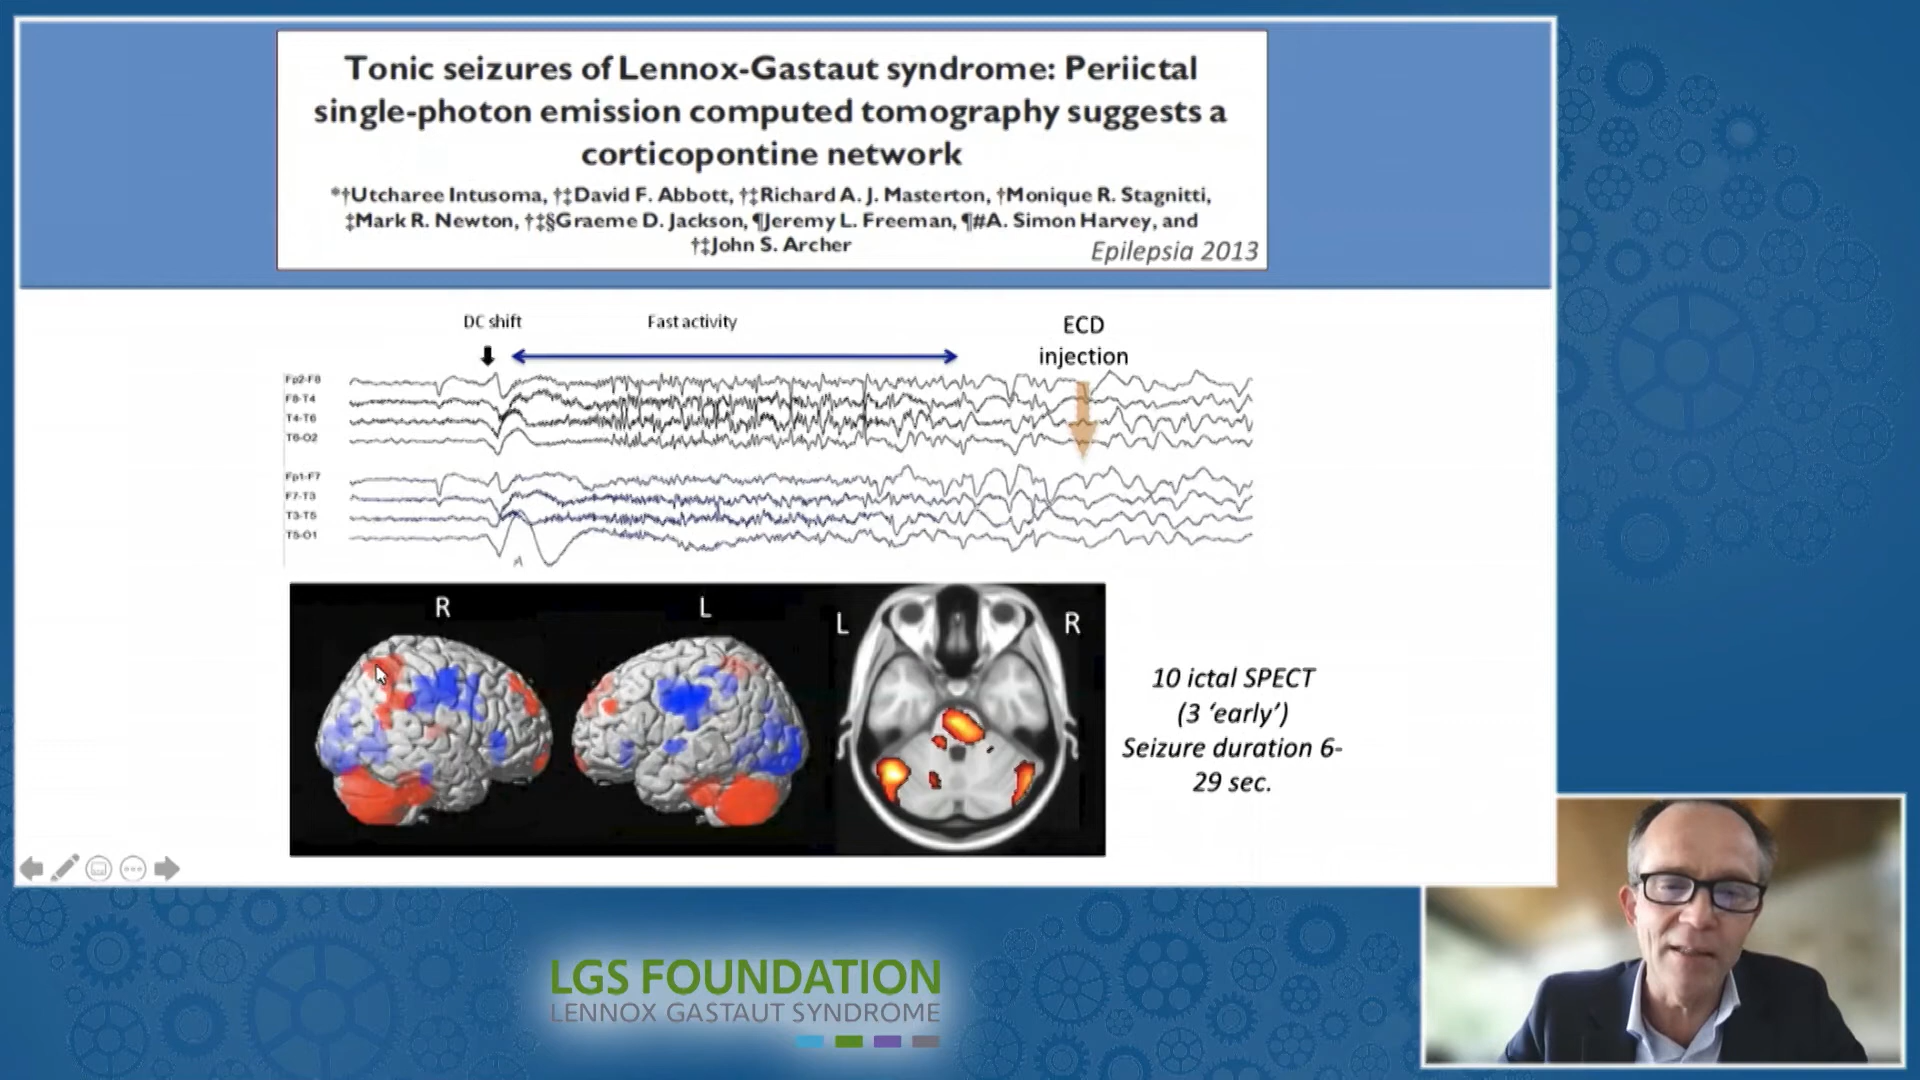 Tonic seizures of Lennox-Gastaut syndrome: Periictal
single-photon emission computed tomography suggests a
corticopontine network
*†Utcharee Intusoma, †‡David F. Abbott, †‡Richard A. J. Masterton, †Monique R. Stagnitti,
‡Mark R. Newton, †‡§Graeme D. Jackson, ¶Jeremy L. Freeman, ¶#A. Simon Harvey, and
†‡John S. Archer
Epilepsia 2013
DC shift
Fast activity
ECD
injection
Fp2-F8
F8-T4
T4-T6
T6-O2
Fp1-F7
F7-T3
T3-T5
T5-O1
R
L
L
R
10 ictal SPECT
(3 ‘early’)
Seizure duration 6-
29 sec.
LGS FOUNDATION
LENNOX GASTAUT SYNDROME